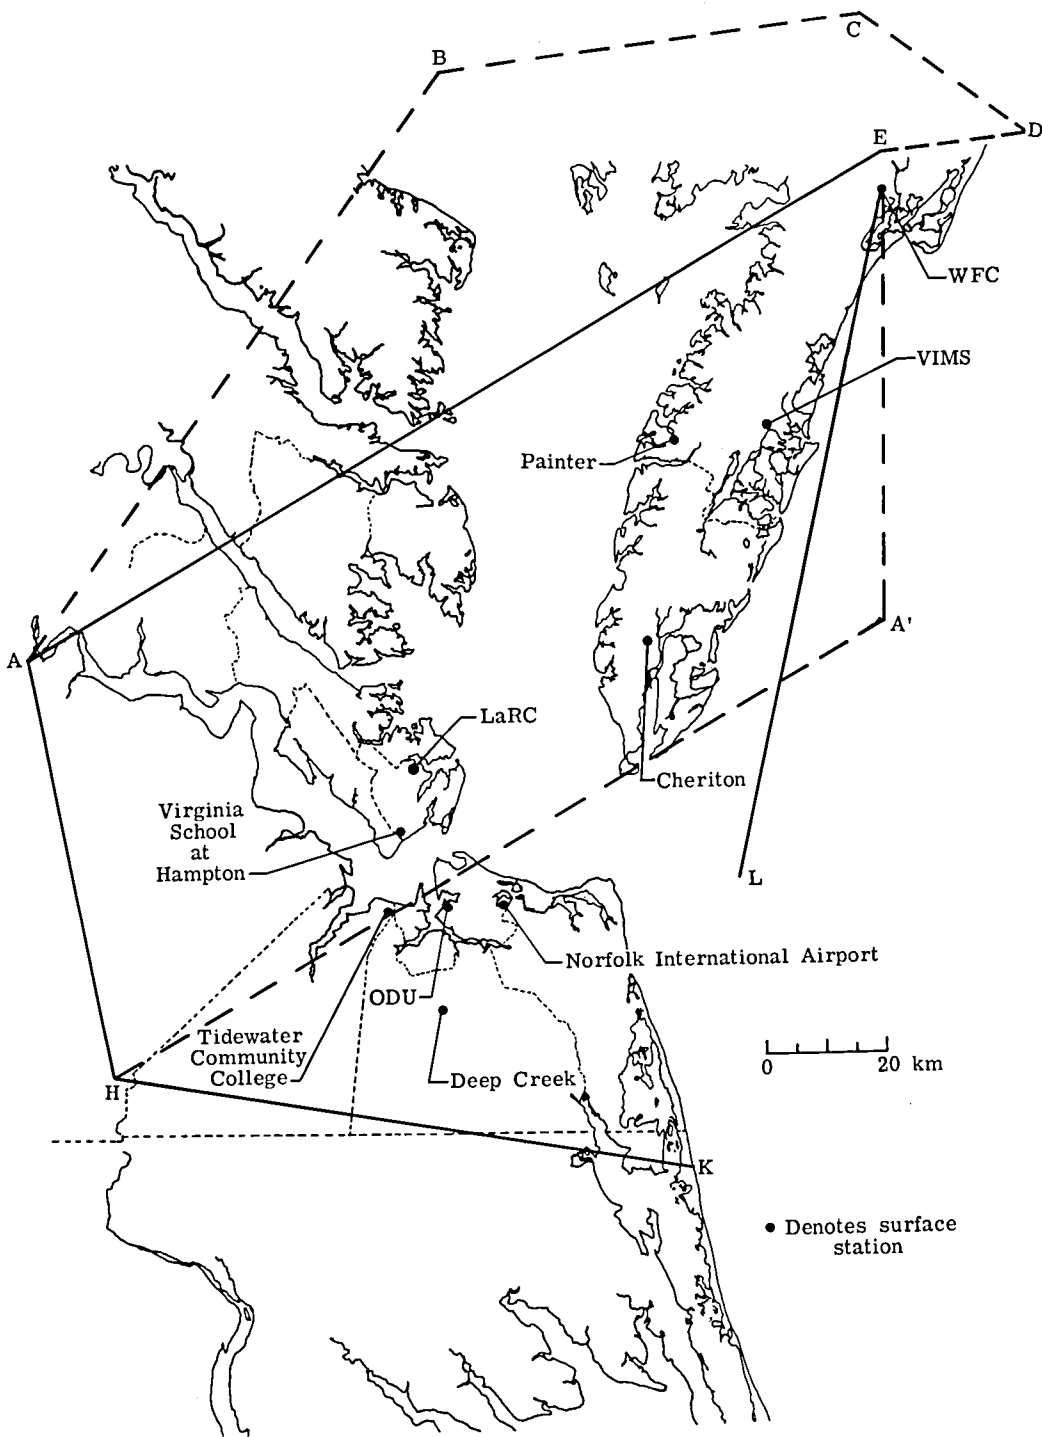 C
B
D
E
WFC
VIMS
Painter
A'
A
LaRC
Cheriton
Virginia
School
at
Hampton
L
Norfolk International Airport
ODU
Tidewater
Community
College
Deep Creek
0 20 km
H
K
• Denotes surface
station